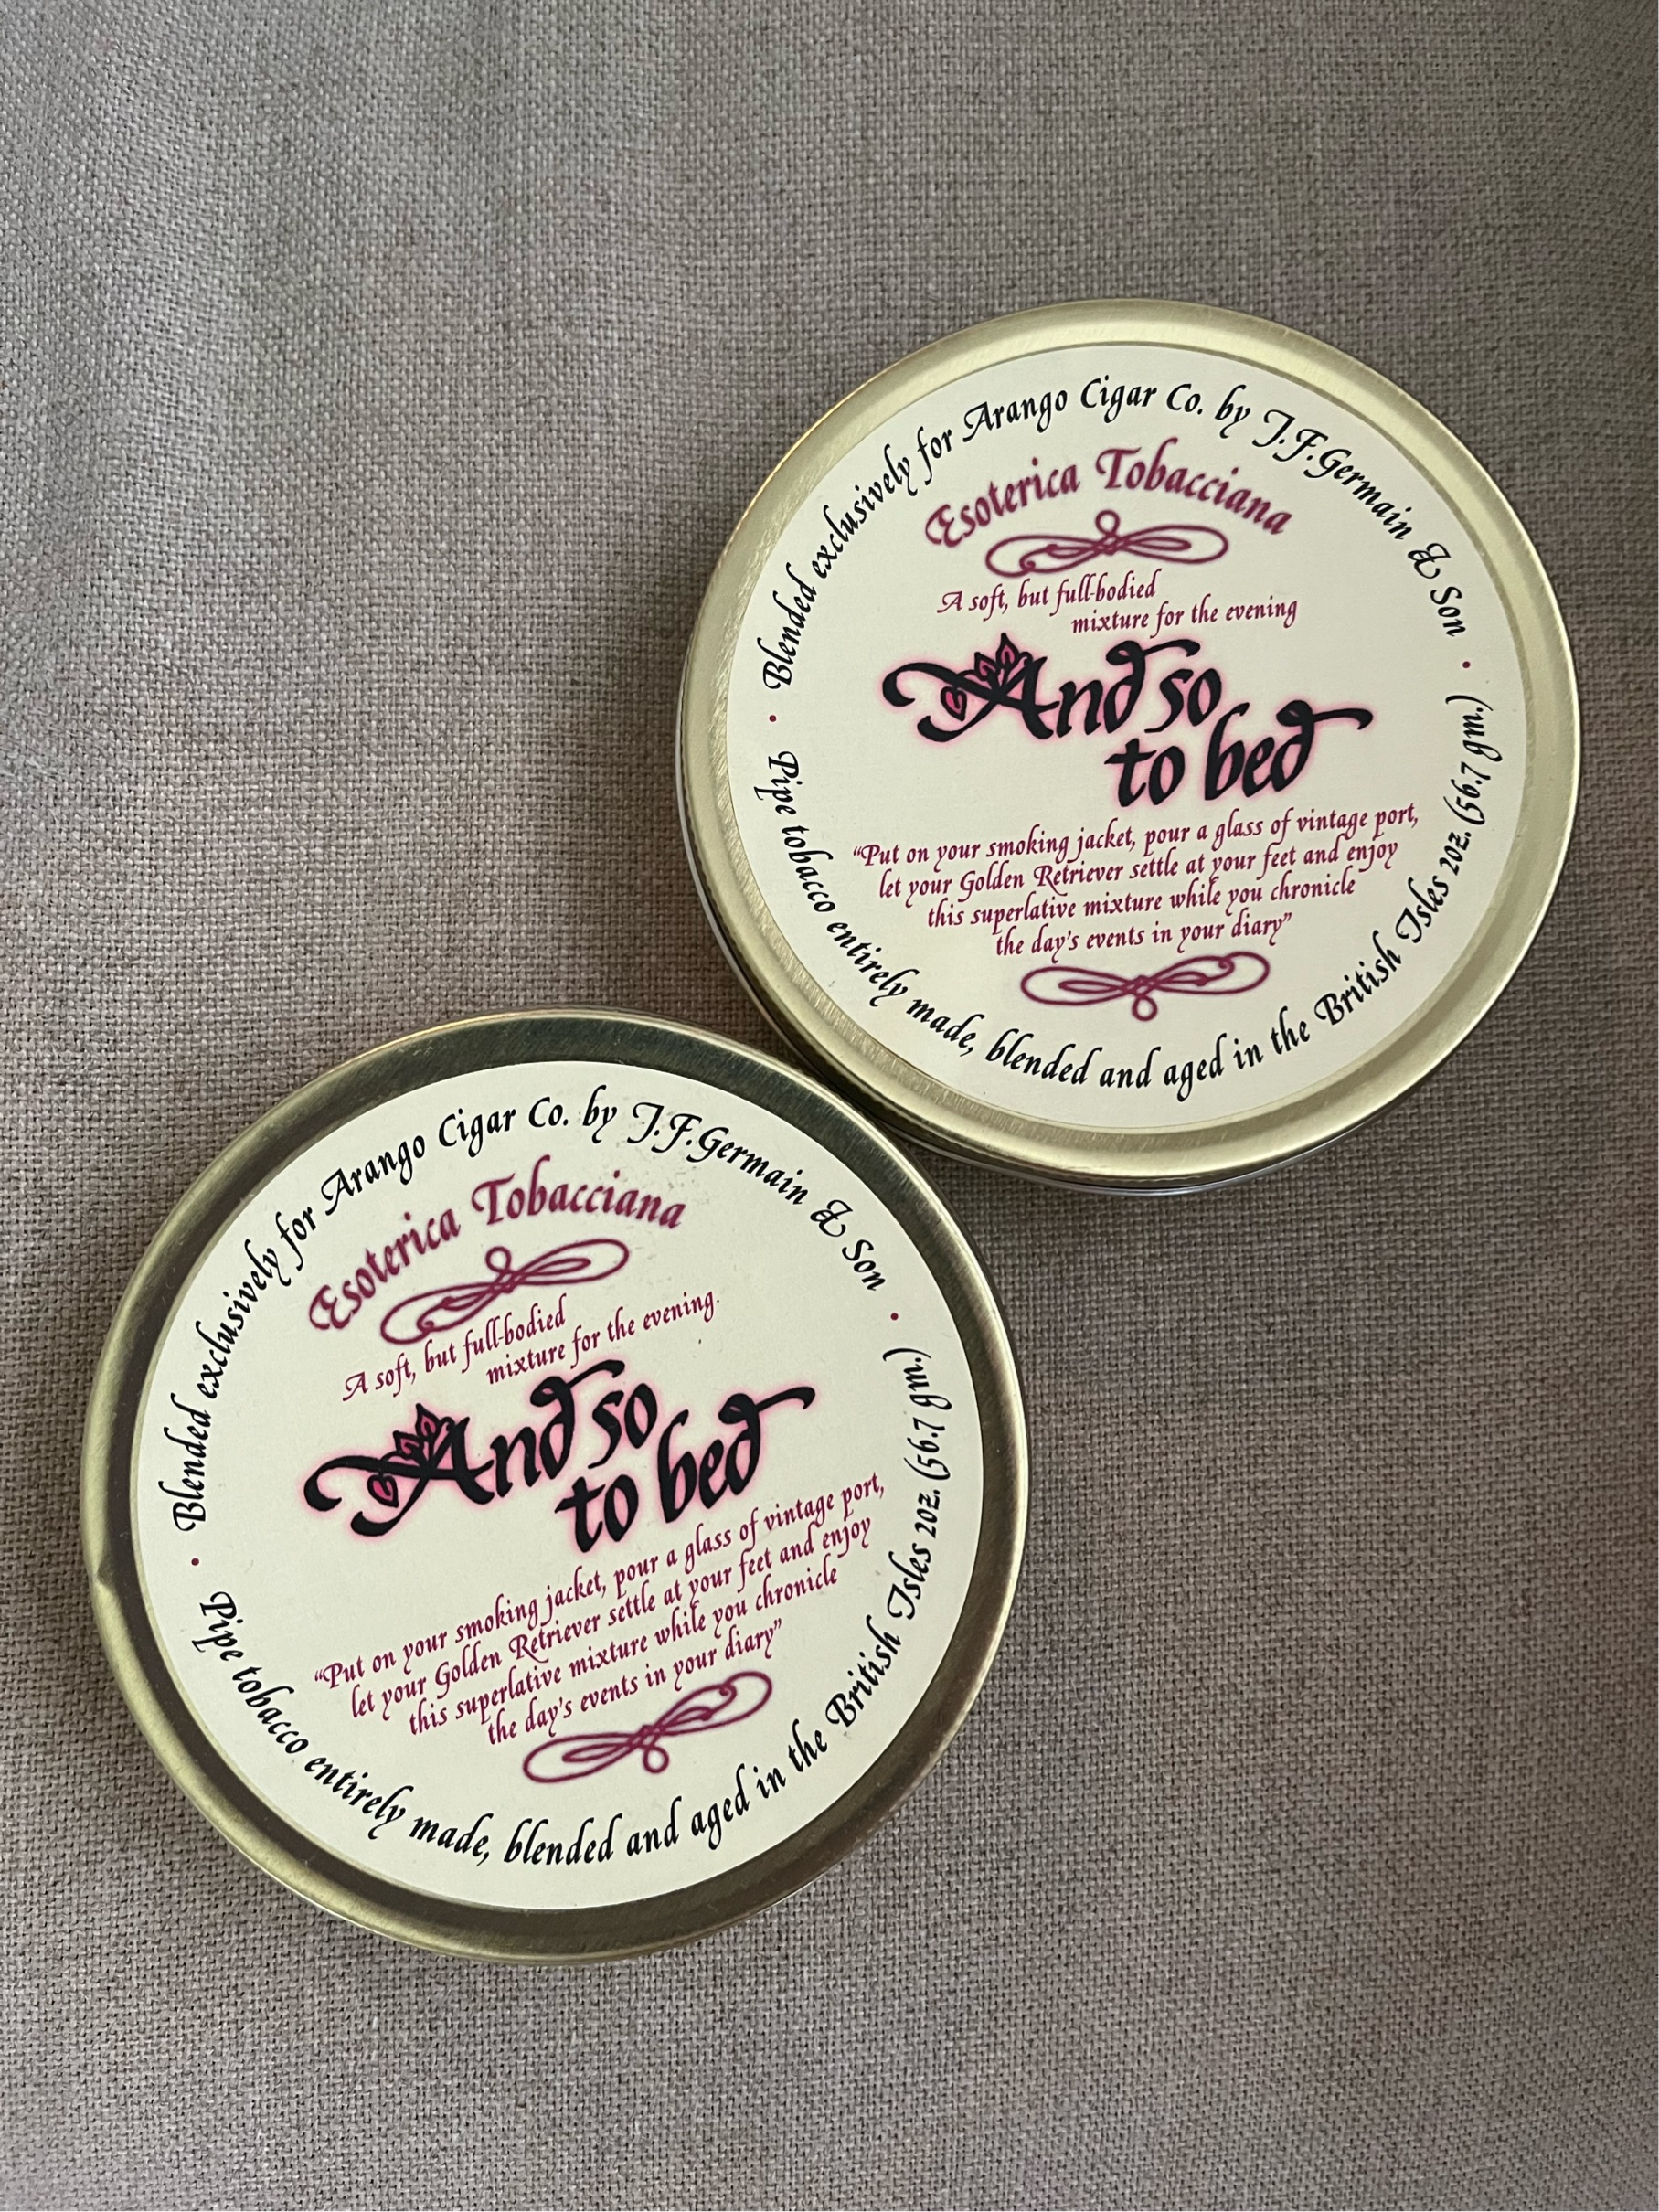 Blended exclusively for Arango Cigar Co. by J.F. Germain & Son
Esoterica Tobacciana
A soft, but full-bodied
mixture for the evening
And so
to bed
"Put on your smoking jacket, pour a glass of vintage port,
let your Golden Retriever settle at your feet and enjoy
this superlative mixture while you chronicle
the day's events in your diary"
Pipe tobacco entirely made, blended and aged in the British Isles 2oz. (56.7 gm.)
Blended exclusively for Arango Cigar Co. by J.F. Germain & Son
Esoterica Tobacciana
A soft, but full-bodied
mixture for the evening
And so
to bed
"Put on your smoking jacket, pour a glass of vintage port,
let your Golden Retriever settle at your feet and enjoy
this superlative mixture while you chronicle
the day's events in your diary"
Pipe tobacco entirely made, blended and aged in the British Isles 2oz. (56.7 gm.)